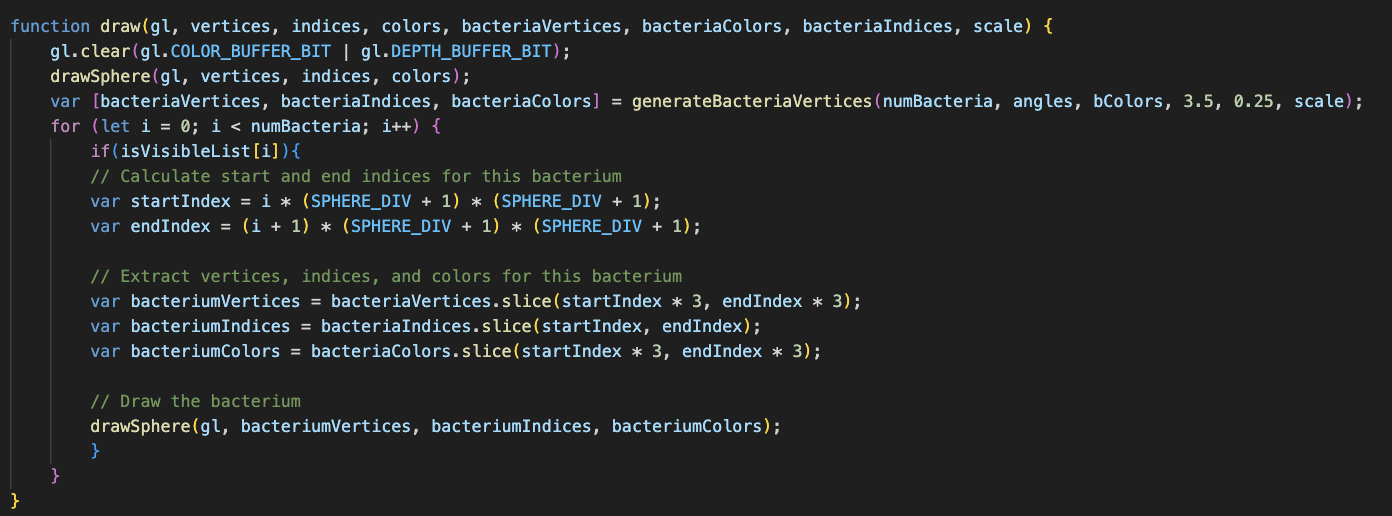 function draw(gl, vertices, indices, colors, bacteriaVertices, bacteriaColors, bacteriaIndices, scale) {
    gl.clear(gl.COLOR_BUFFER_BIT | gl.DEPTH_BUFFER_BIT);
    drawSphere(gl, vertices, indices, colors);
    var [bacteriaVertices, bacteriaIndices, bacteriaColors] = generateBacteriaVertices(numBacteria, angles, bColors, 3.5, 0.25, scale);
    for (let i = 0; i < numBacteria; i++) {
        if(isVisibleList[i]){
        // Calculate start and end indices for this bacterium
        var startIndex = i * (SPHERE_DIV + 1) * (SPHERE_DIV + 1);
        var endIndex = (i + 1) * (SPHERE_DIV + 1) * (SPHERE_DIV + 1);

        // Extract vertices, indices, and colors for this bacterium
        var bacteriumVertices = bacteriaVertices.slice(startIndex * 3, endIndex * 3);
        var bacteriumIndices = bacteriaIndices.slice(startIndex, endIndex);
        var bacteriumColors = bacteriaColors.slice(startIndex * 3, endIndex * 3);

        // Draw the bacterium
        drawSphere(gl, bacteriumVertices, bacteriumIndices, bacteriumColors);
        }
    }
}